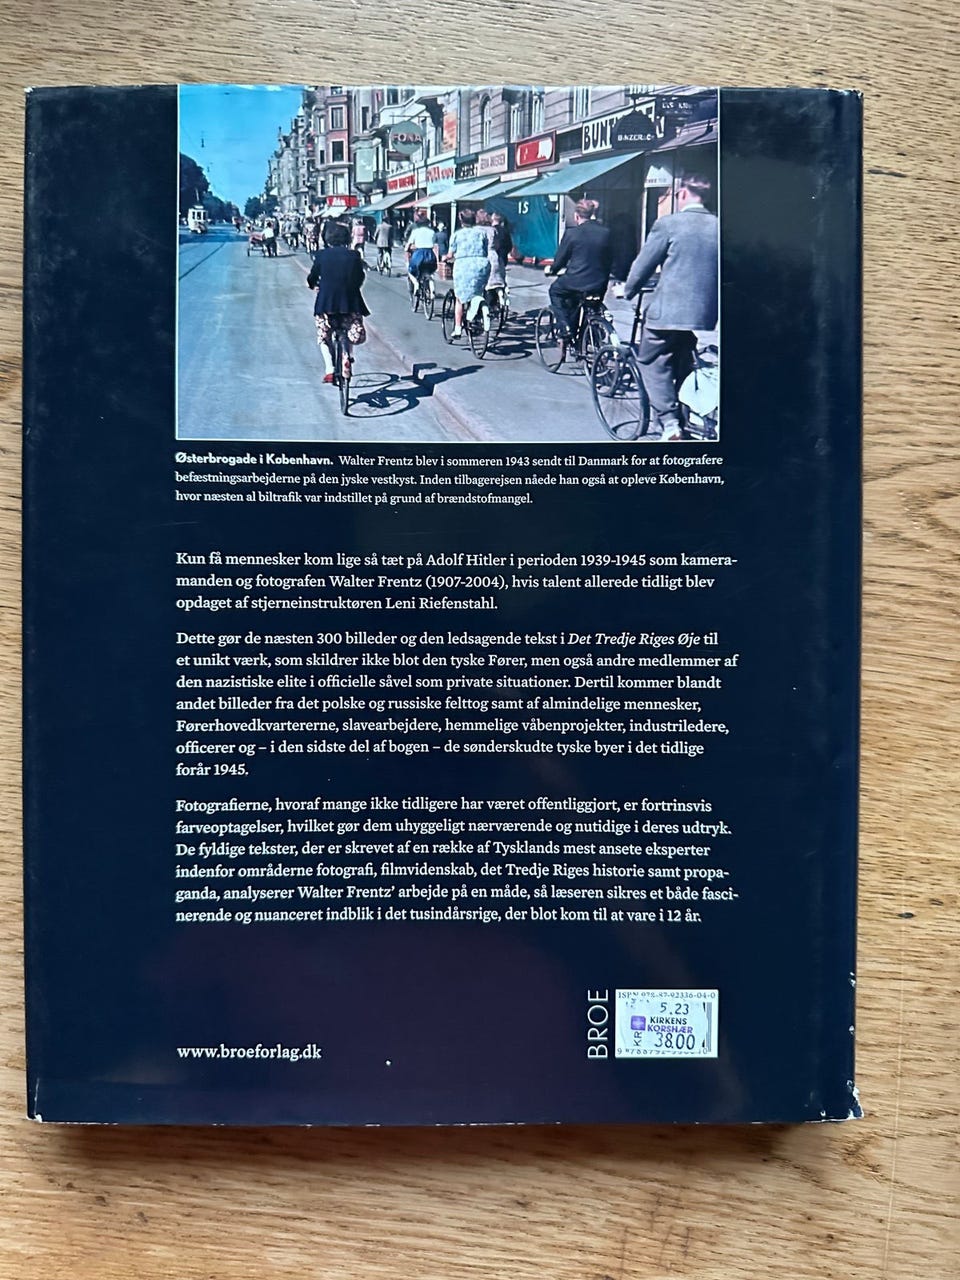 FONA
BUN
15
Østerbrogade i København. Walter Frentz blev i sommeren 1943 sendt til Danmark for at fotografere
befæstningsarbejderne på den jyske vestkyst. Inden tilbagerejsen nåede han også at opleve København,
hvor næsten al biltrafik var indstillet på grund af brændstofmangel.
Kun få mennesker kom lige så tæt på Adolf Hitler i perioden 1939-1945 som kamera-
manden og fotografen Walter Frentz (1907-2004), hvis talent allerede tidligt blev
opdaget af stjerneinstruktøren Leni Riefenstahl.
Dette gør de næsten 300 billeder og den ledsagende tekst i Det Tredje Riges Øje til
et unikt værk, som skildrer ikke blot den tyske Fører, men også andre medlemmer af
den nazistiske elite i officielle såvel som private situationer. Dertil kommer blandt
andet billeder fra det polske og russiske felttog samt af almindelige mennesker,
Førerhovedkvartererne, slavearbejdere, hemmelige våbenprojekter, industriledere,
officerer og – i den sidste del af bogen – de sønderskudte tyske byer i det tidlige
forår 1945.
Fotografierne, hvoraf mange ikke tidligere har været offentliggjort, er fortrinsvis
farveoptagelser, hvilket gør dem uhyggeligt nærværende og nutidige i deres udtryk.
De fyldige tekster, der er skrevet af en række af Tysklands mest ansete eksperter
indenfor områderne fotografi, filmvidenskab, det Tredje Riges historie samt propa-
ganda, analyserer Walter Frentz' arbejde på en måde, så læseren sikres et både fasci-
nerende og nuanceret indblik i det tusindårsrige, der blot kom til at vare i 12 år.
www.broeforlag.dk
BROE
ISBN 978-87-92336-04-0
5.23
KIRKENS
KORSHÆR
KR
38.00